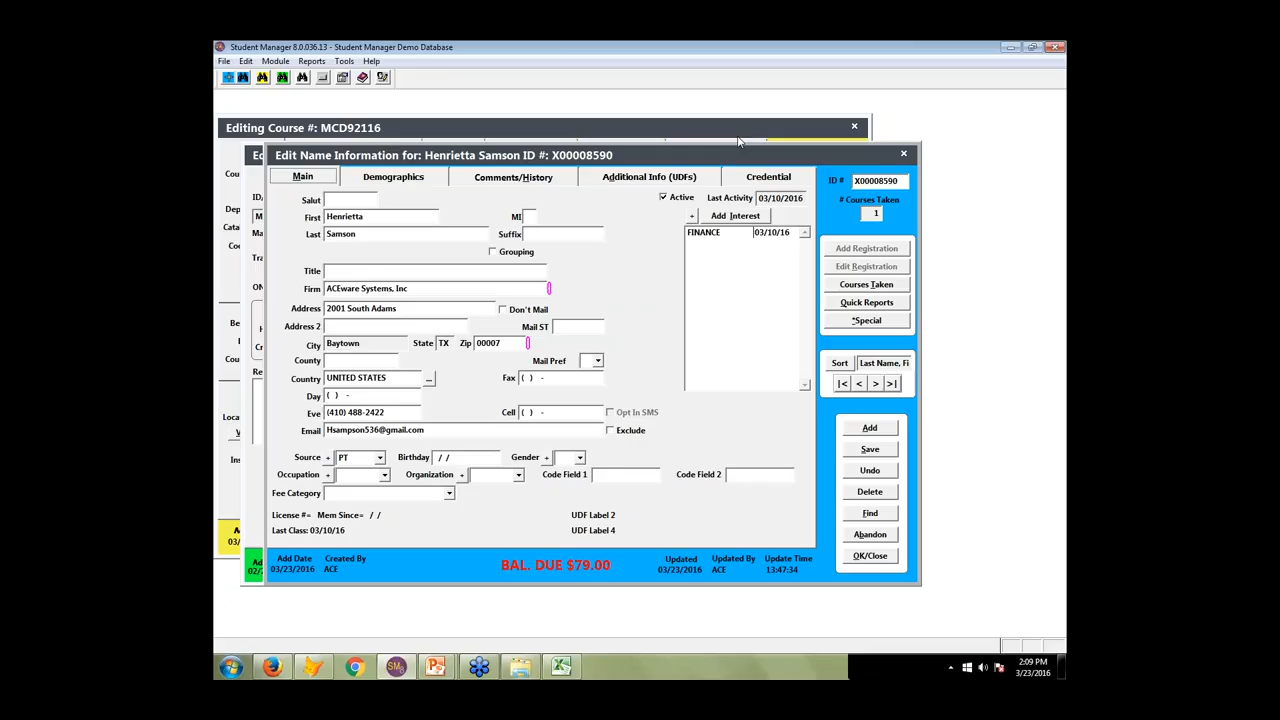 Student Manager 8.0.036.13 - Student Manager Demo Database
File Edit Module Reports Tools Help
Editing Course #: MCD92116
Edit Name Information for: Henrietta Samson ID #: X00008590
Main Demographics Comments/History Additional Info (UDFs) Credential
ID # X00008590
# Courses Taken
1
Salut
Active Last Activity 03/10/2016
First Henrietta MI
+ Add Interest
Last Samson Suffix
FINANCE 03/10/16
Grouping
Title
Firm ACEware Systems, Inc
Address 2001 South Adams Don't Mail
Address 2 Mail ST
City Baytown State TX Zip 00007
County Mail Pref
Country UNITED STATES ... Fax ( ) -
Day ( ) -
Eve (410) 488-2422 Cell ( ) - Opt In SMS
Email Hsampson536@gmail.com Exclude
Source + PT Birthday / / Gender +
Occupation + Organization + Code Field 1 Code Field 2
Fee Category
License #= Mem Since= / / UDF Label 2
Last Class: 03/10/16 UDF Label 4
Add Registration
Edit Registration
Courses Taken
Quick Reports
*Special
Sort Last Name, Fi
|< < > >|
Add
Save
Undo
Delete
Find
Abandon
OK/Close
Add Date Created By BAL. DUE $79.00 Updated Updated By Update Time
03/23/2016 ACE 03/23/2016 ACE 13:47:34
2:09 PM
3/23/2016